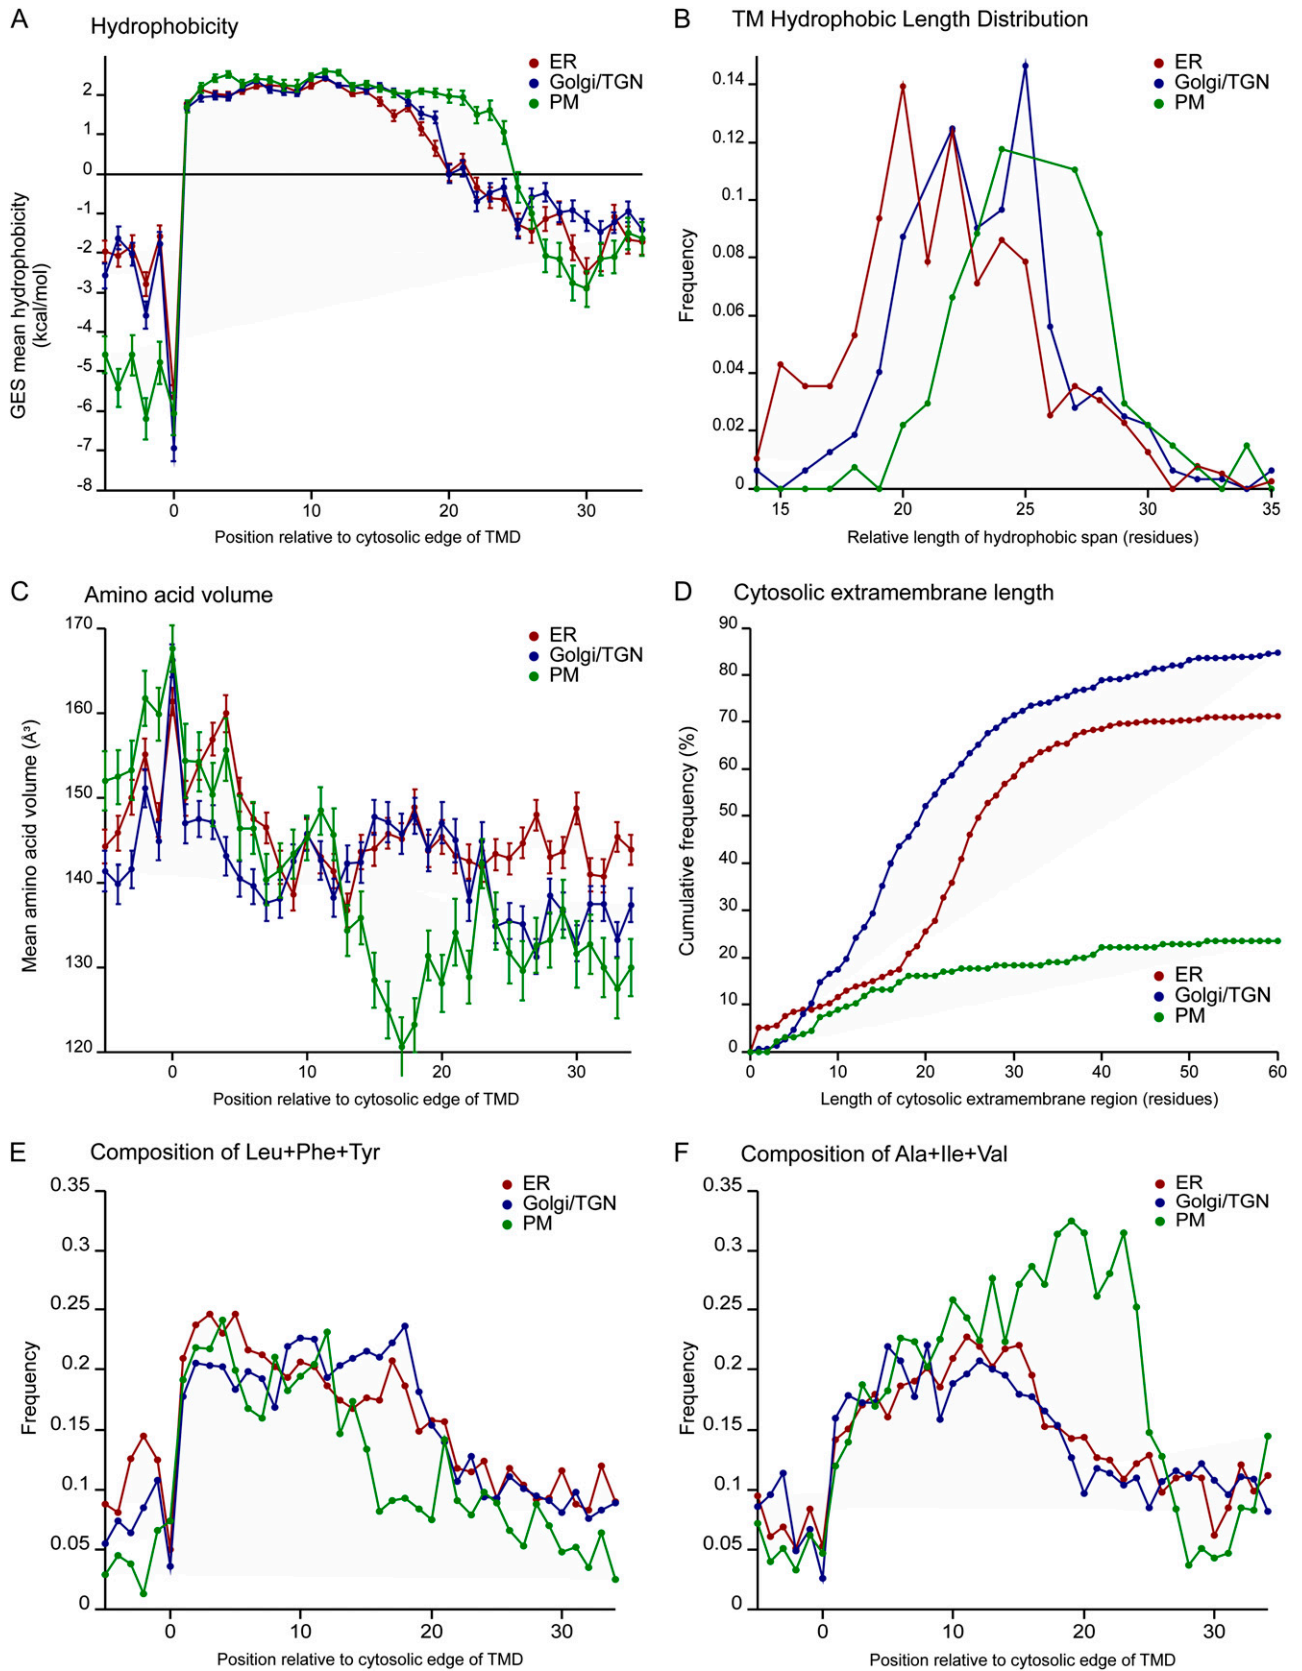 A
Hydrophobicity
ER
Golgi/TGN
PM
2
1
0
-1
-2
-3
-4
-5
-6
-7
-8
GES mean hydrophobicity
(kcal/mol)
0
10
20
30
Position relative to cytosolic edge of TMD
B
TM Hydrophobic Length Distribution
ER
Golgi/TGN
PM
0.14
0.12
0.1
0.08
0.06
0.04
0.02
0
Frequency
15
20
25
30
35
Relative length of hydrophobic span (residues)
C
Amino acid volume
ER
Golgi/TGN
PM
170
160
150
140
130
120
Mean amino acid volume (Å³)
0
10
20
30
Position relative to cytosolic edge of TMD
D
Cytosolic extramembrane length
90
80
70
60
50
40
30
20
10
0
Cumulative frequency (%)
ER
Golgi/TGN
PM
0
10
20
30
40
50
60
Length of cytosolic extramembrane region (residues)
E
Composition of Leu+Phe+Tyr
ER
Golgi/TGN
PM
0.35
0.3
0.25
0.2
0.15
0.1
0.05
0
Frequency
0
10
20
30
Position relative to cytosolic edge of TMD
F
Composition of Ala+Ile+Val
ER
Golgi/TGN
PM
0.35
0.3
0.25
0.2
0.15
0.1
0.05
0
Frequency
0
10
20
30
Position relative to cytosolic edge of TMD